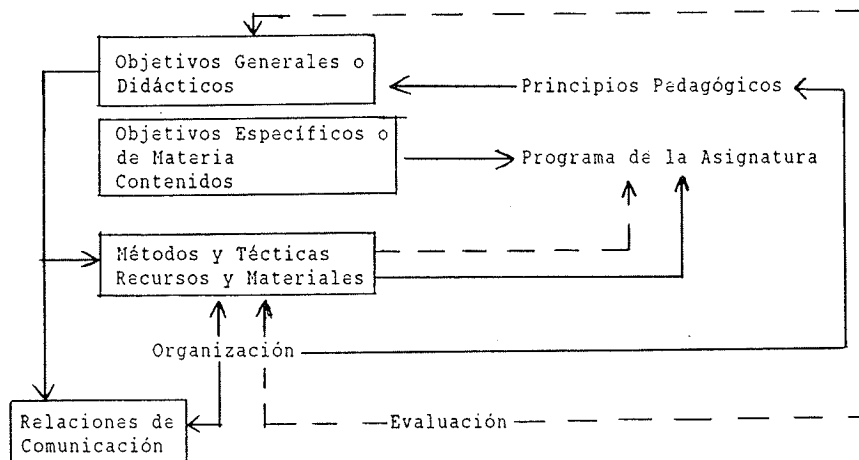 Objetivos Generales o
Didácticos
Principios Pedagógicos
Objetivos Específicos o
de Materia
Contenidos
Programa de la Asignatura
Métodos y Técticas
Recursos y Materiales
Organización
Relaciones de
Comunicación
Evaluación